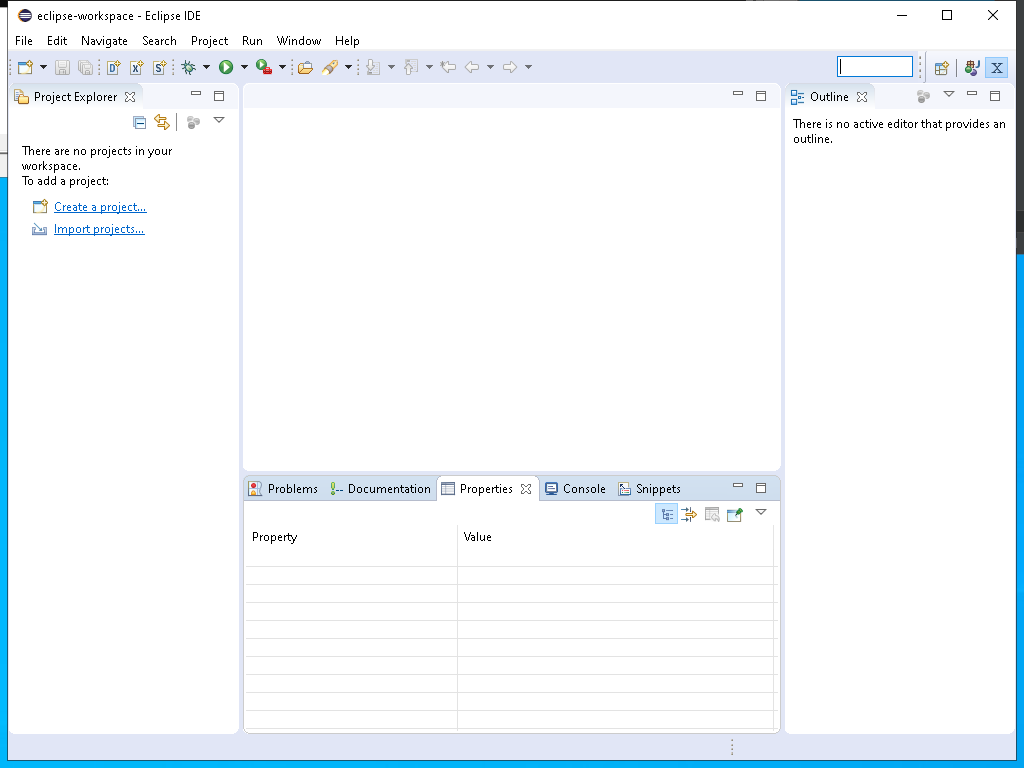 eclipse-workspace - Eclipse IDE
File Edit Navigate Search Project Run Window Help
Project Explorer
There are no projects in your
workspace.
To add a project:
Create a project...
Import projects...
Outline
There is no active editor that provides an
outline.
Problems Documentation Properties Console Snippets
Property Value